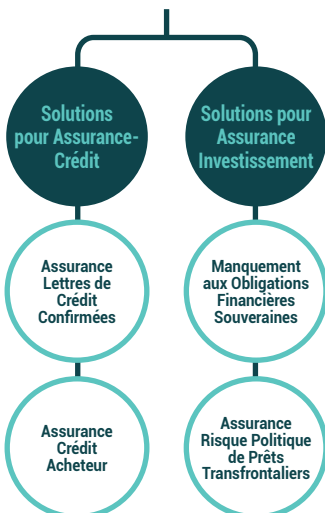 Solutions
pour Assurance-
Crédit
Solutions pour
Assurance
Investissement
Assurance
Lettres de
Crédit
Confirmées
Manquement
aux Obligations
Financières
Souveraines
Assurance
Crédit
Acheteur
Assurance
Risque Politique
de Prêts
Transfrontaliers